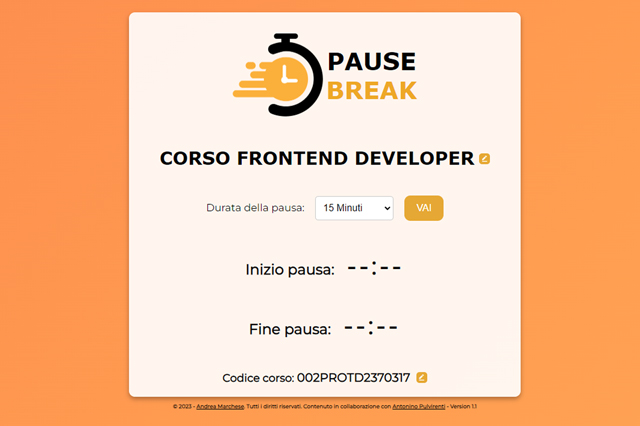 PAUSE
BREAK
CORSO FRONTEND DEVELOPER
Durata della pausa: 15 Minuti VAI
Inizio pausa: --:--
Fine pausa: --:--
Codice corso: 002PROTD2370317
© 2023 - Andrea Marchese. Tutti i diritti riservati. Contenuto in collaborazione con Antonino Pulvirenti - Version 1.1